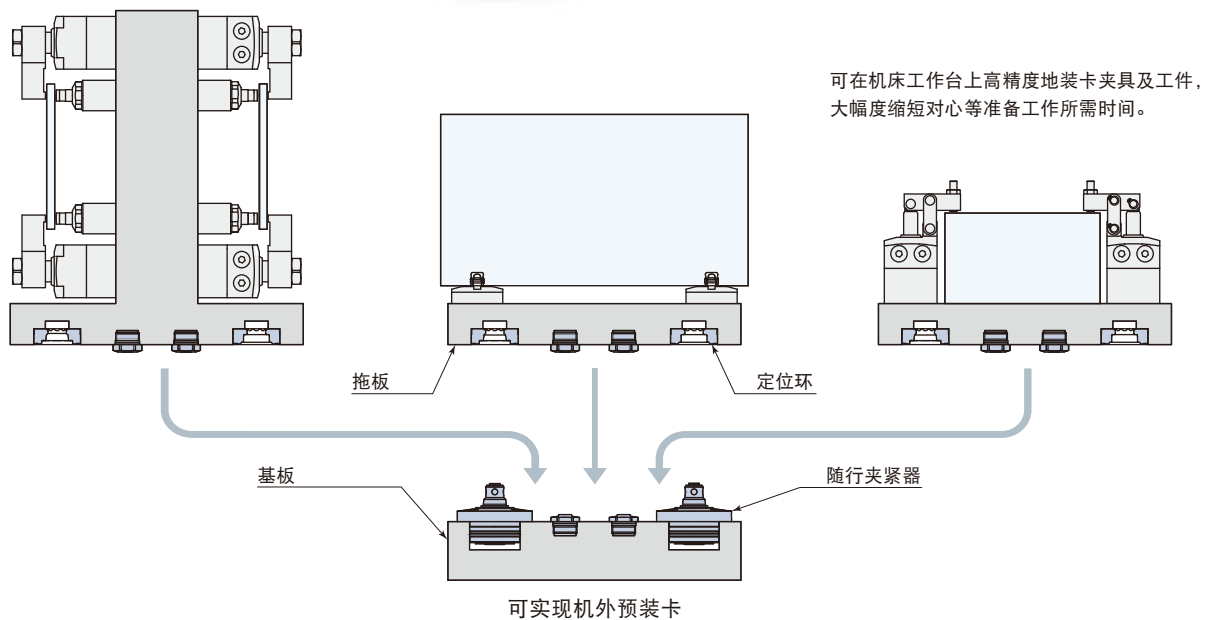 可在机床工作台上高精度地装卡夹具及工件，
大幅度缩短对心等准备工作所需时间。
拖板
定位环
基板
随行夹紧器
可实现机外预装卡